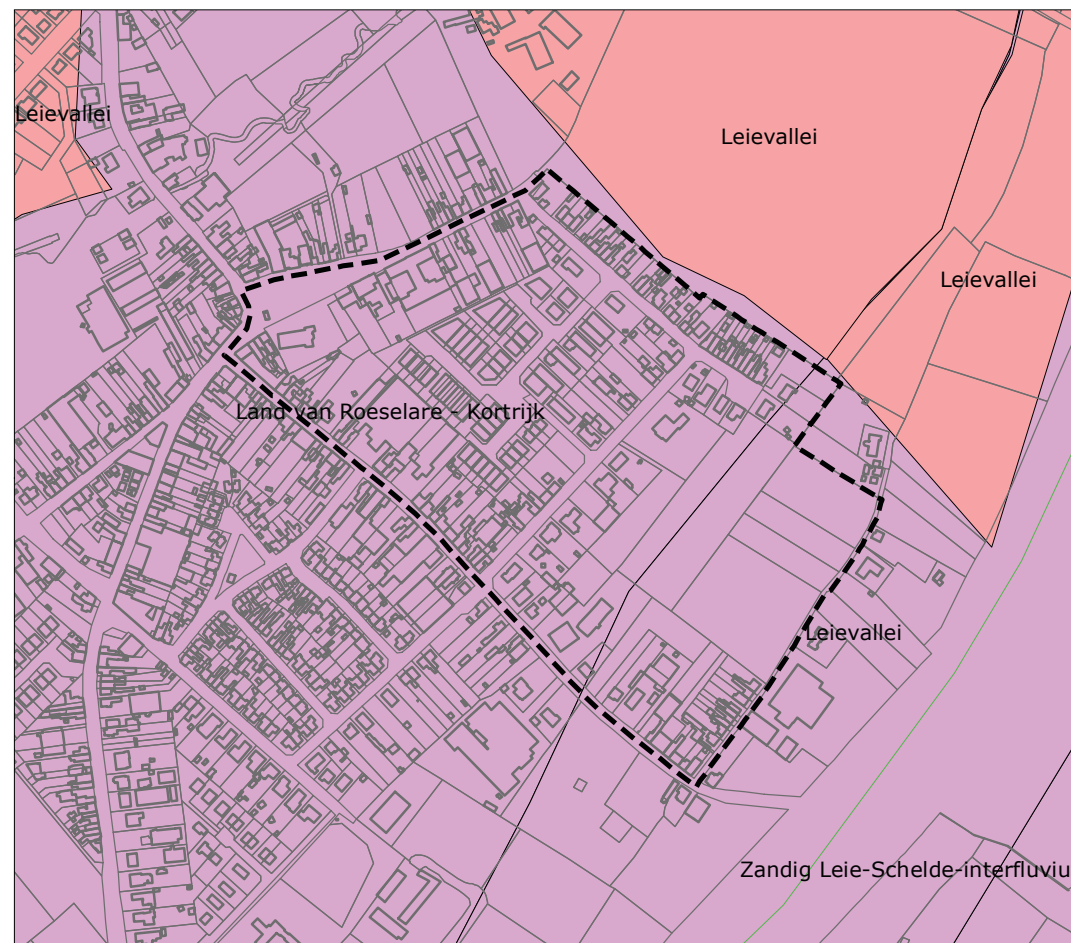 Leievallei
Leievallei
Leievallei
Land van Roeselare - Kortrijk
Leievallei
Zandig Leie-Schelde-interfluviu